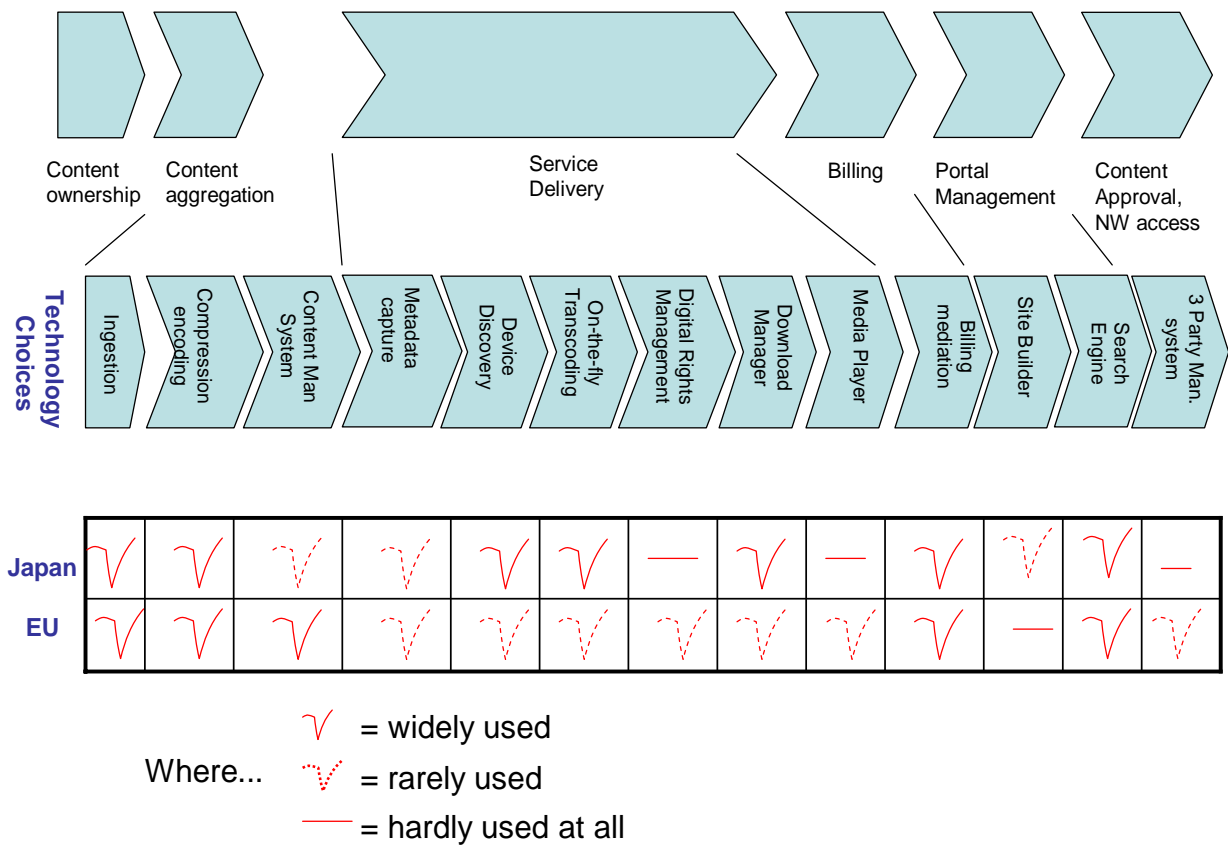 Content
ownership
Content
aggregation
Service
Delivery
Billing
Portal
Management
Content
Approval,
NW access
Technology
Choices
Ingestion
Compression
encoding
Content Man
System
Metadata
capture
Device
Discovery
On-the-fly
Transcoding
Digital Rights
Management
Download
Manager
Media Player
Billing
mediation
Site Builder
Search
Engine
3 Party Man.
system
Japan
EU
Where...
= widely used
= rarely used
= hardly used at all